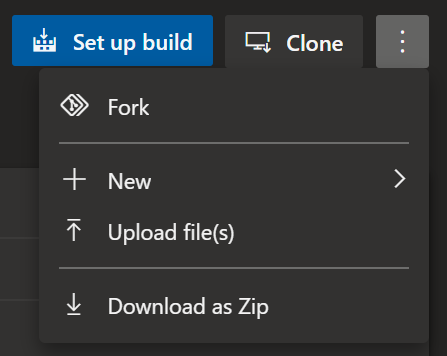 Set up build
Clone
Fork
New
Upload file(s)
Download as Zip